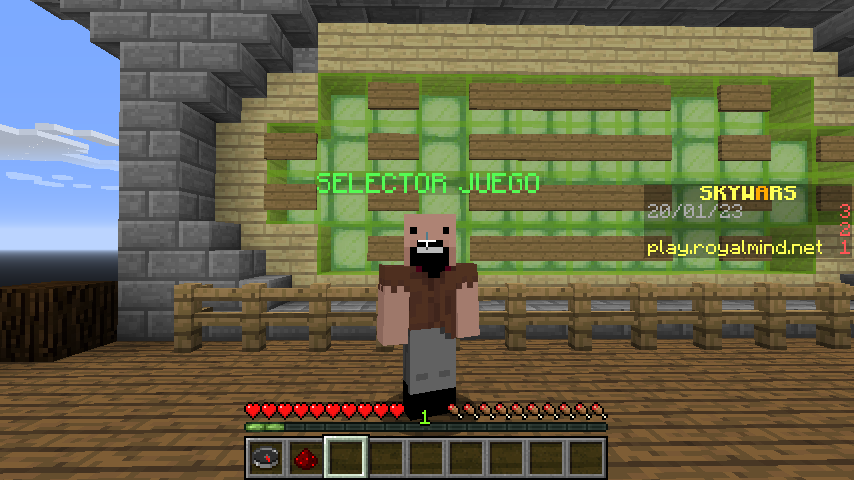 SELECTOR JUEGO
SKYWARS
20/01/23 3
2
play.royalmind.net 1
1